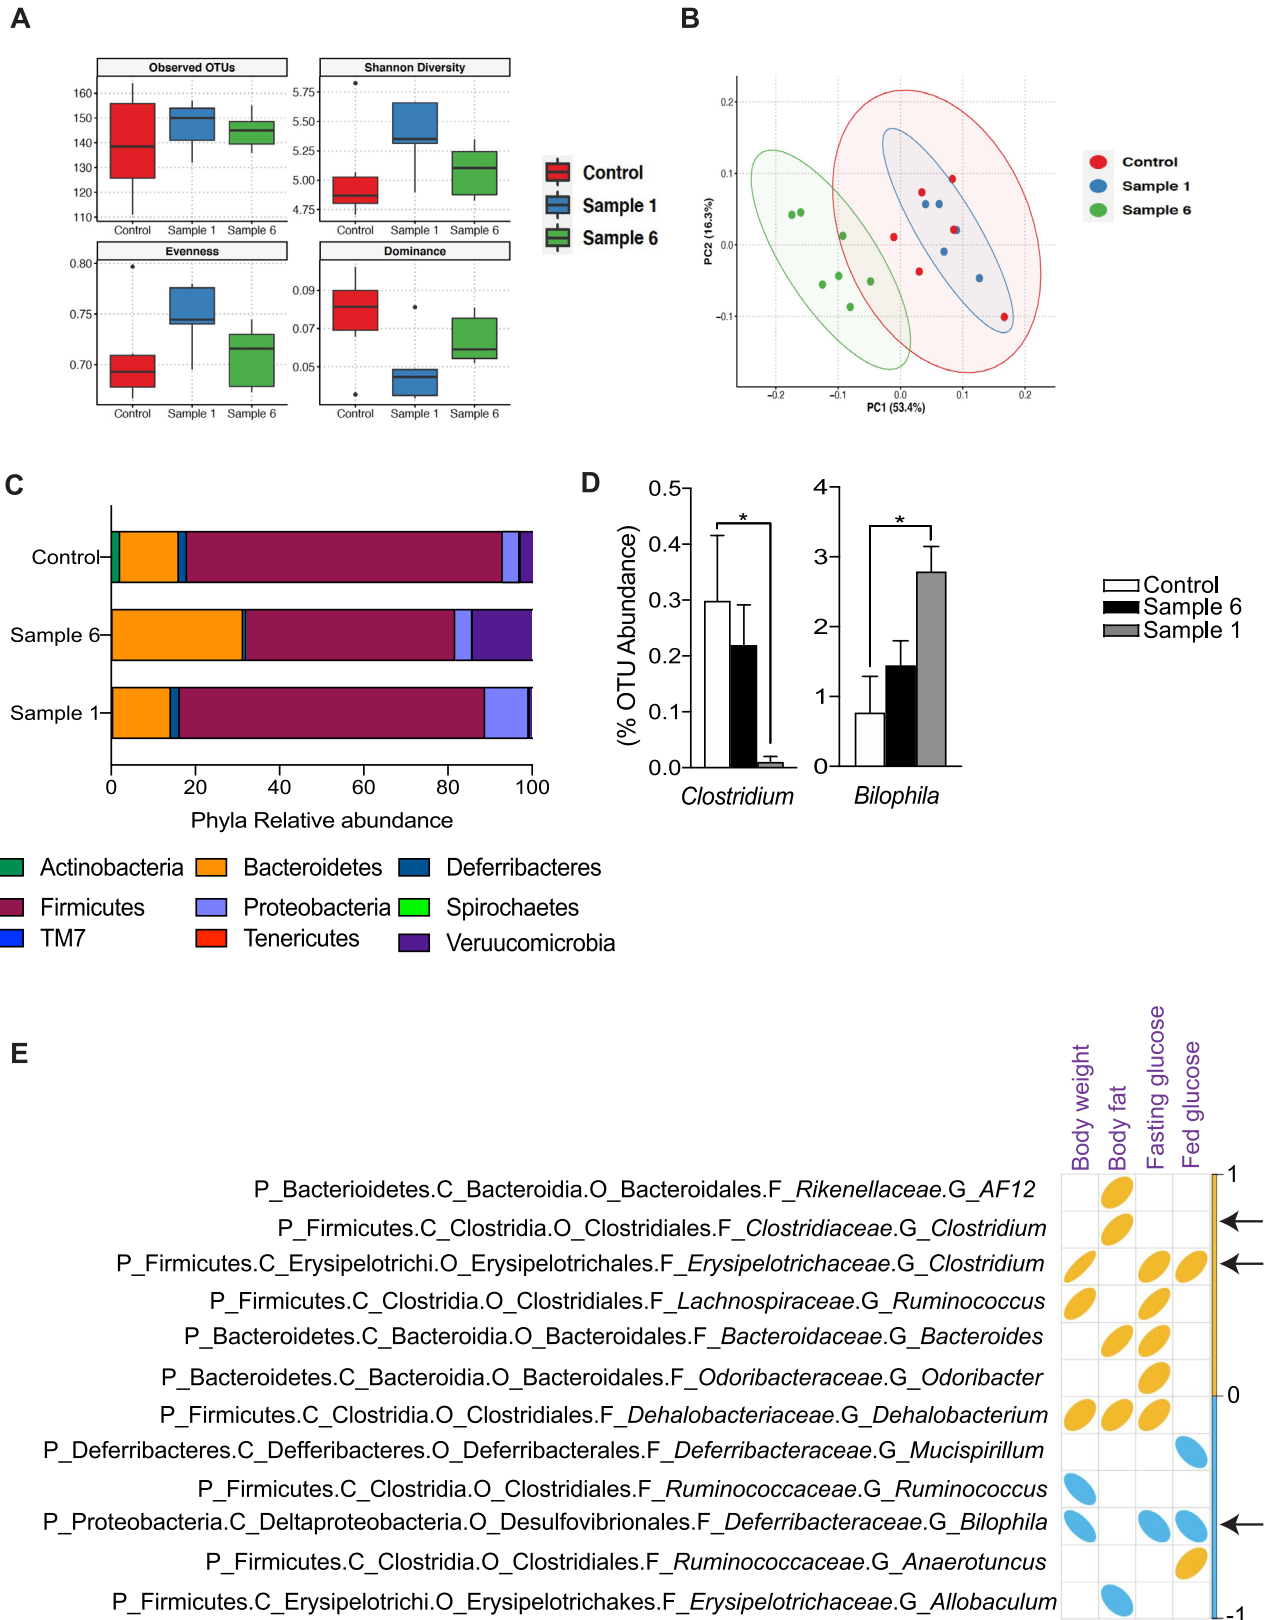 A
Observed OTUs
Shannon Diversity
160
150
140
130
120
110
5.75
5.50
5.25
5.00
4.75
Control Sample 1 Sample 6
Control Sample 1 Sample 6
Evenness
Dominance
0.80
0.75
0.70
0.09
0.07
0.05
Control Sample 1 Sample 6
Control Sample 1 Sample 6
Control
Sample 1
Sample 6
B
PC2 (16.3%)
0.2
0.1
0.0
−0.1
−0.2 −0.1 0.0 0.1 0.2
PC1 (53.4%)
Control
Sample 1
Sample 6
C
Control
Sample 6
Sample 1
0 20 40 60 80 100
Phyla Relative abundance
Actinobacteria Bacteroidetes Deferribacteres
Firmicutes Proteobacteria Spirochaetes
TM7 Tenericutes Veruucomicrobia
D
(% OTU Abundance)
0.5
0.4
0.3
0.2
0.1
0.0
*
Clostridium
4
3
2
1
0
*
Bilophila
Control
Sample 6
Sample 1
E
Body weight
Body fat
Fasting glucose
Fed glucose
P_Bacterioidetes.C_Bacteroidia.O_Bacteroidales.F_Rikenellaceae.G_AF12
P_Firmicutes.C_Clostridia.O_Clostridiales.F_Clostridiaceae.G_Clostridium
P_Firmicutes.C_Erysipelotrichi.O_Erysipelotrichales.F_Erysipelotrichaceae.G_Clostridium
P_Firmicutes.C_Clostridia.O_Clostridiales.F_Lachnospiraceae.G_Ruminococcus
P_Bacteroidetes.C_Bacteroidia.O_Bacteroidales.F_Bacteroidaceae.G_Bacteroides
P_Bacteroidetes.C_Bacteroidia.O_Bacteroidales.F_Odoribacteraceae.G_Odoribacter
P_Firmicutes.C_Clostridia.O_Clostridiales.F_Dehalobacteriaceae.G_Dehalobacterium
P_Deferribacteres.C_Defferibacteres.O_Deferribacterales.F_Deferribacteraceae.G_Mucispirillum
P_Firmicutes.C_Clostridia.O_Clostridiales.F_Ruminococcaceae.G_Ruminococcus
P_Proteobacteria.C_Deltaproteobacteria.O_Desulfovibrionales.F_Deferribacteraceae.G_Bilophila
P_Firmicutes.C_Clostridia.O_Clostridiales.F_Ruminococcaceae.G_Anaerotuncus
P_Firmicutes.C_Erysipelotrichi.O_Erysipelotrichakes.F_Erysipelotrichaceae.G_Allobaculum
1
0
-1